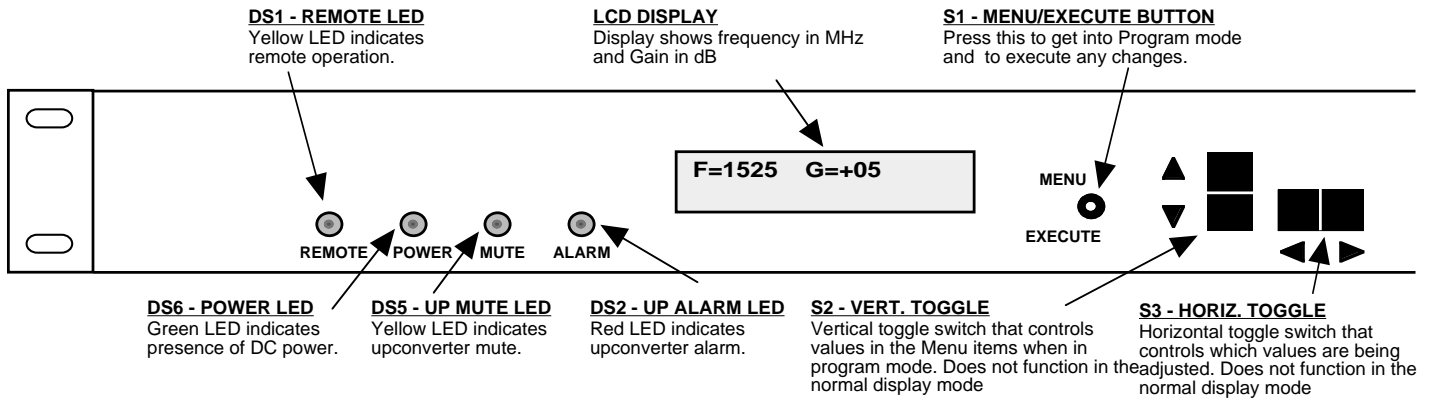 DS1 - REMOTE LED
Yellow LED indicates
remote operation.
LCD DISPLAY
Display shows frequency in MHz
and Gain in dB
S1 - MENU/EXECUTE BUTTON
Press this to get into Program mode
and to execute any changes.
F=1525 G=+05
MENU
EXECUTE
REMOTE
POWER
MUTE
ALARM
DS6 - POWER LED
Green LED indicates
presence of DC power.
DS5 - UP MUTE LED
Yellow LED indicates
upconverter mute.
DS2 - UP ALARM LED
Red LED indicates
upconverter alarm.
S2 - VERT. TOGGLE
Vertical toggle switch that controls
values in the Menu items when in
program mode. Does not function in the
normal display mode
S3 - HORIZ. TOGGLE
Horizontal toggle switch that
controls which values are being
adjusted. Does not function in the
normal display mode